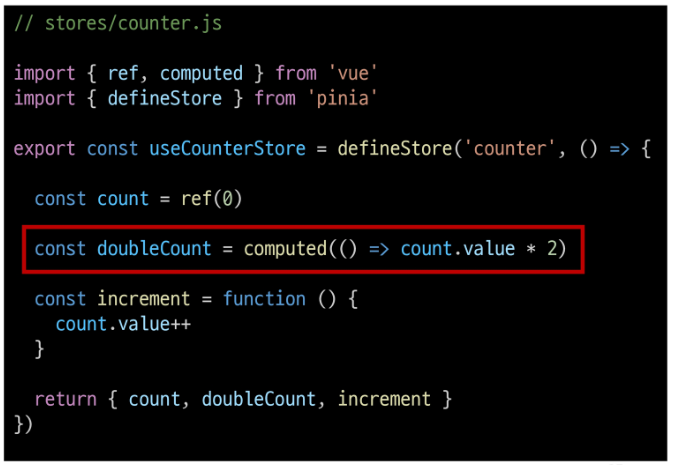 // stores/counter.js
import { ref, computed } from 'vue'
import { defineStore } from 'pinia'
export const useCounterStore = defineStore('counter', () => {
const count = ref(0)
const doubleCount = computed(() => count.value * 2)
const increment = function () {
count.value++
}
return { count, doubleCount, increment }
})